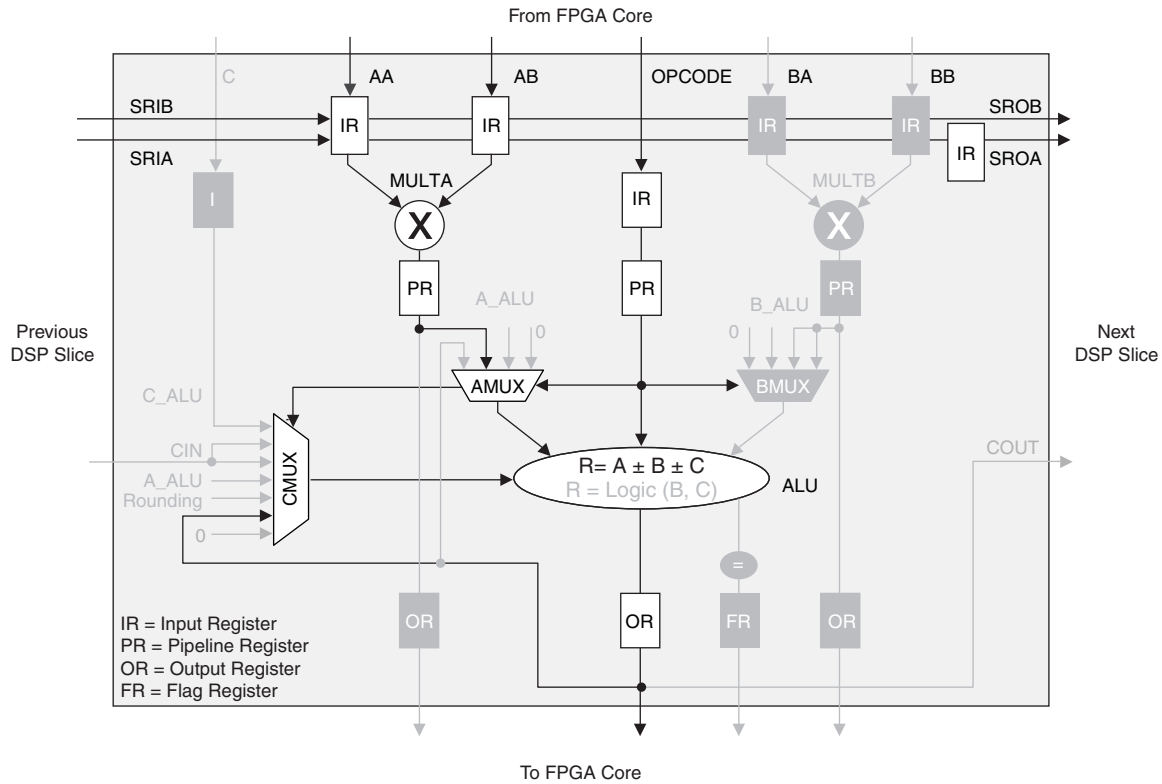 From FPGA Core
C
AA
AB
OPCODE
BA
BB
SRIB
IR
IR
IR
IR
SROB
SRIA
IR
SROA
I
MULTA
IR
MULTB
X
X
PR
PR
PR
A_ALU
B_ALU
0
0
Previous
DSP Slice
Next
DSP Slice
AMUX
BMUX
C_ALU
CIN
A_ALU
Rounding
0
CMUX
R= A ± B ± C
R = Logic (B, C)
ALU
COUT
=
OR
OR
FR
OR
IR = Input Register
PR = Pipeline Register
OR = Output Register
FR = Flag Register
To FPGA Core